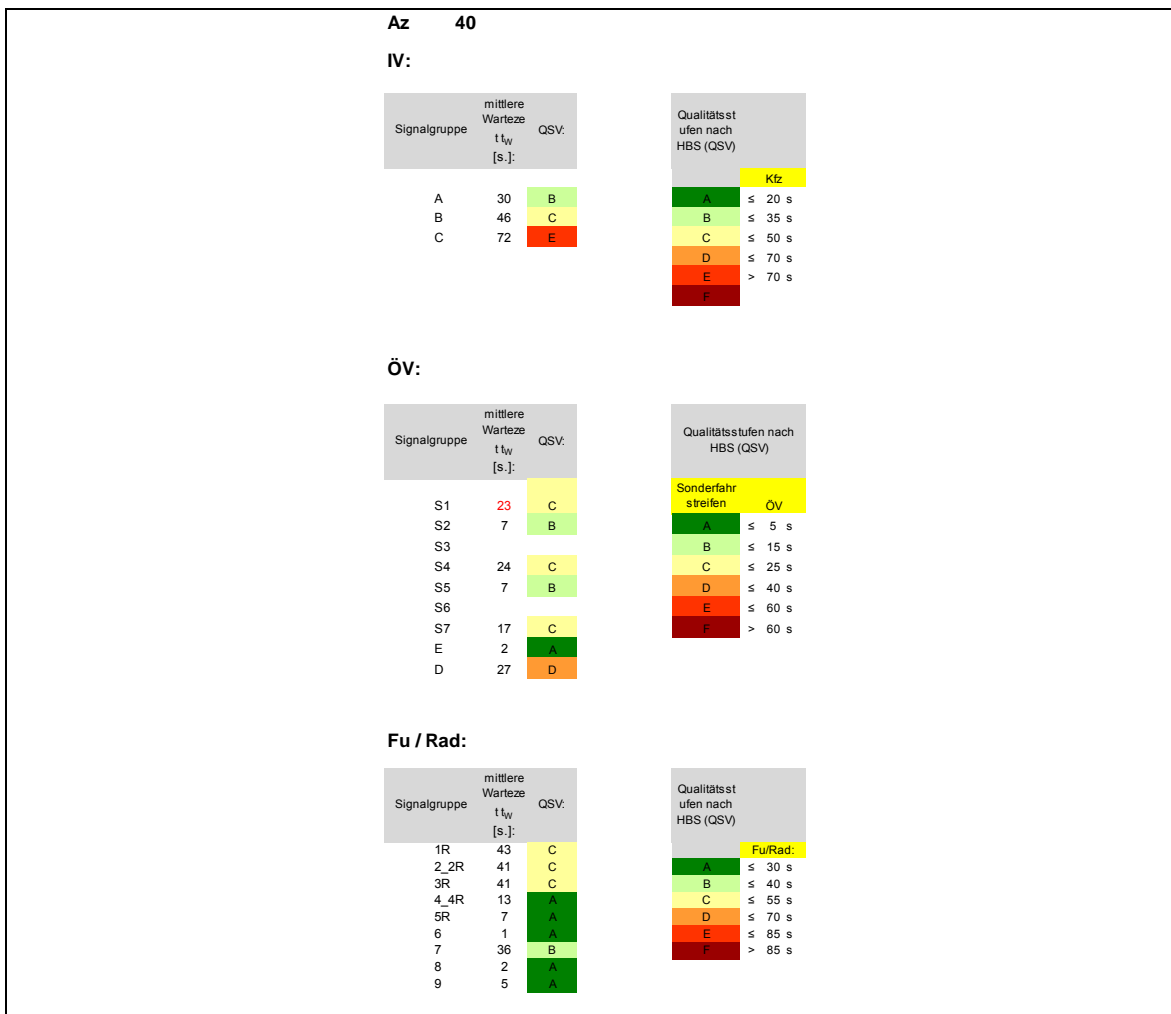 Az 40
IV:
Signalgruppe mittlere Warteze t tW [s.]: QSV:
A 30 B
B 46 C
C 72 E
Qualitätsst
ufen nach
HBS (QSV)
Kfz
A ≤ 20 s
B ≤ 35 s
C ≤ 50 s
D ≤ 70 s
E > 70 s
F
ÖV:
Signalgruppe mittlere Warteze t tW [s.]: QSV:
S1 23 C
S2 7 B
S3
S4 24 C
S5 7 B
S6
S7 17 C
E 2 A
D 27 D
Qualitätsstufen nach
HBS (QSV)
Sonderfahr
streifen ÖV
A ≤ 5 s
B ≤ 15 s
C ≤ 25 s
D ≤ 40 s
E ≤ 60 s
F > 60 s
Fu / Rad:
Signalgruppe mittlere Warteze t tW [s.]: QSV:
1R 43 C
2_2R 41 C
3R 41 C
4_4R 13 A
5R 7 A
6 1 A
7 36 B
8 2 A
9 5 A
Qualitätsst
ufen nach
HBS (QSV)
Fu/Rad:
A ≤ 30 s
B ≤ 40 s
C ≤ 55 s
D ≤ 70 s
E ≤ 85 s
F > 85 s